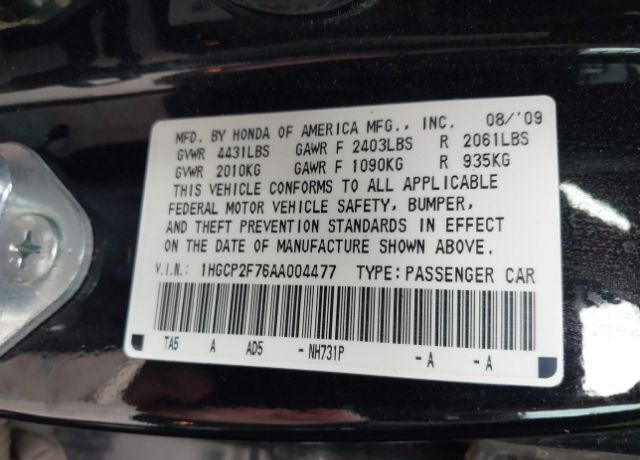 MFD. BY HONDA OF AMERICA MFG., INC. 08/'09
GVWR 4431LBS GAWR F 2403LBS R 2061LBS
GVWR 2010KG GAWR F 1090KG R 935KG
THIS VEHICLE CONFORMS TO ALL APPLICABLE
FEDERAL MOTOR VEHICLE SAFETY, BUMPER,
AND THEFT PREVENTION STANDARDS IN EFFECT
ON THE DATE OF MANUFACTURE SHOWN ABOVE.
V.I.N.: 1HGCP2F76AA004477 TYPE: PASSENGER CAR
TA5 A AD5 -NH731P -A -A